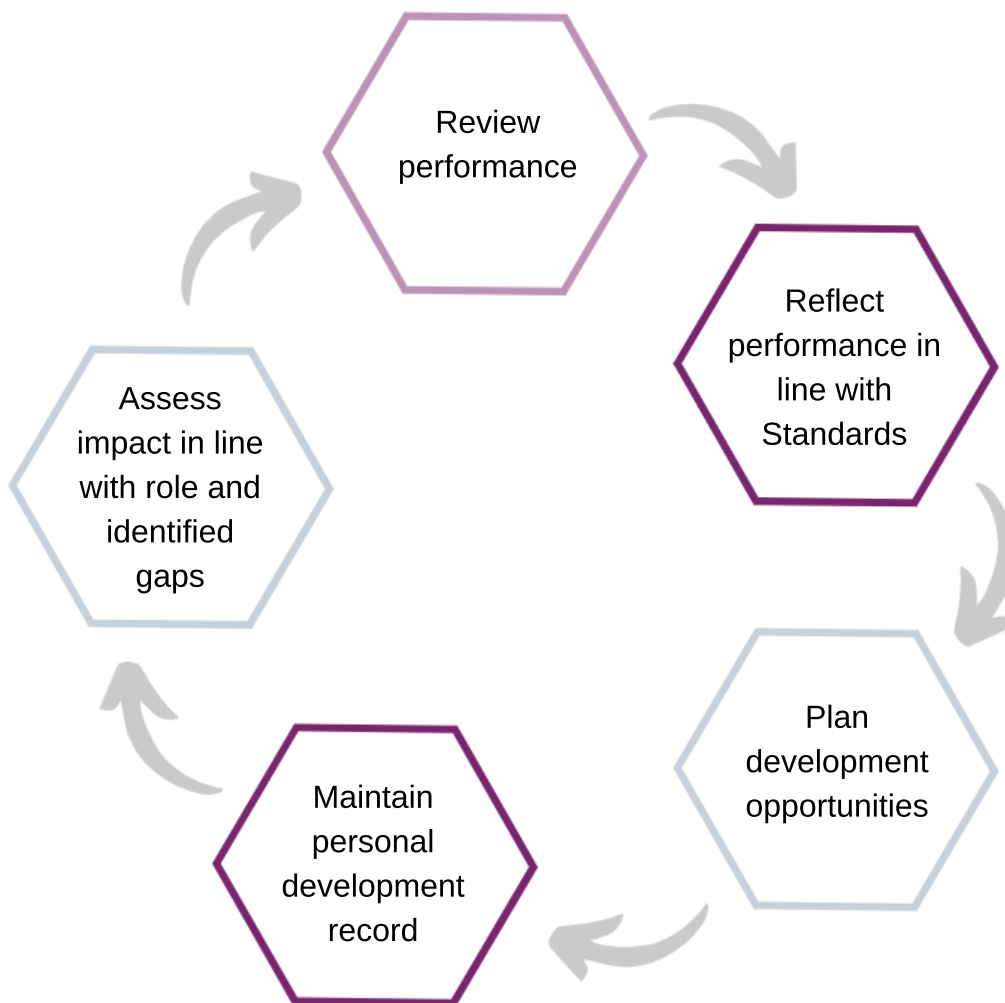 Review
performance
Reflect
performance in
line with
Standards
Plan
development
opportunities
Maintain
personal
development
record
Assess
impact in line
with role and
identified
gaps